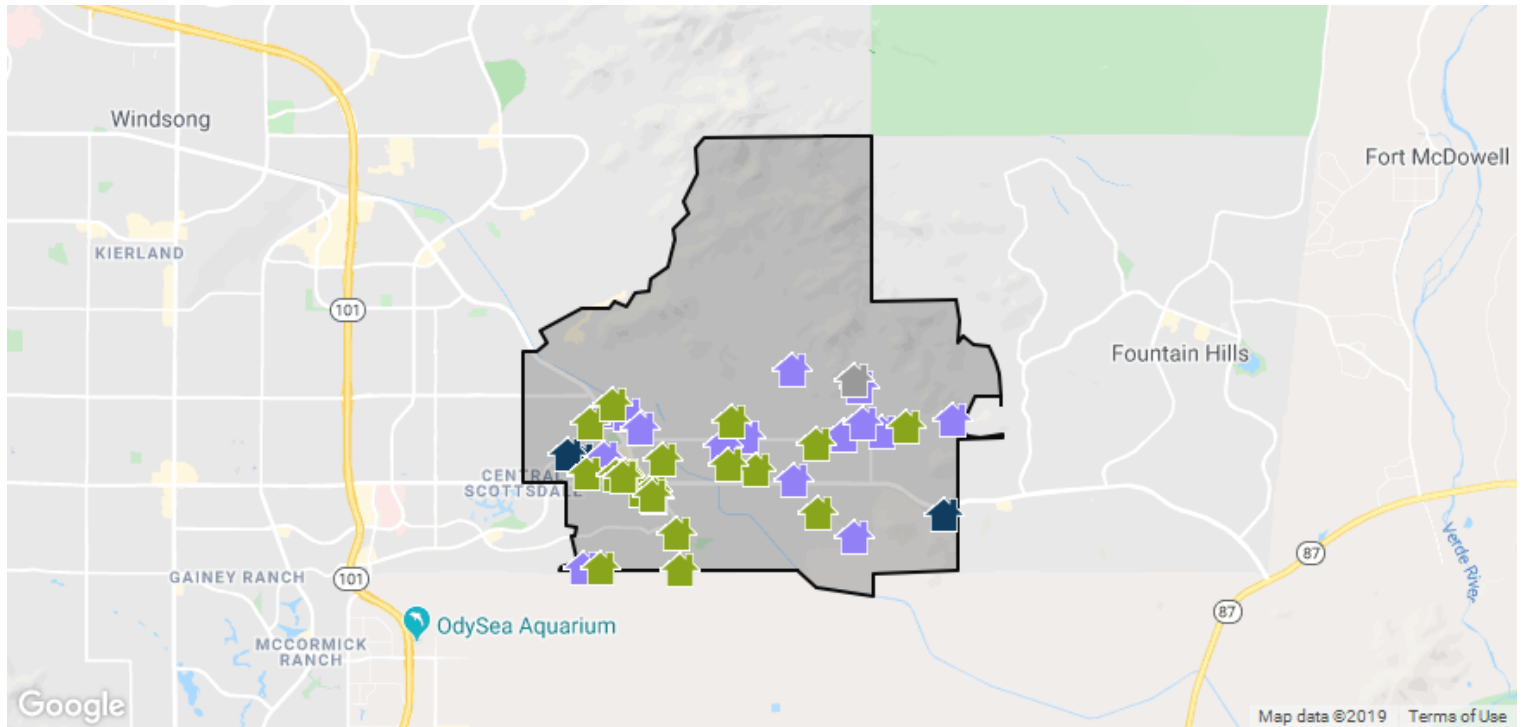 Windsong
Fort McDowell
KIERLAND
101
Fountain Hills
CENTRAL
SCOTTSDALE
87
Verde River
GAINEY RANCH
101
87
OdySea Aquarium
MCCORMICK
RANCH
Google
Map data ©2019
Terms of Use